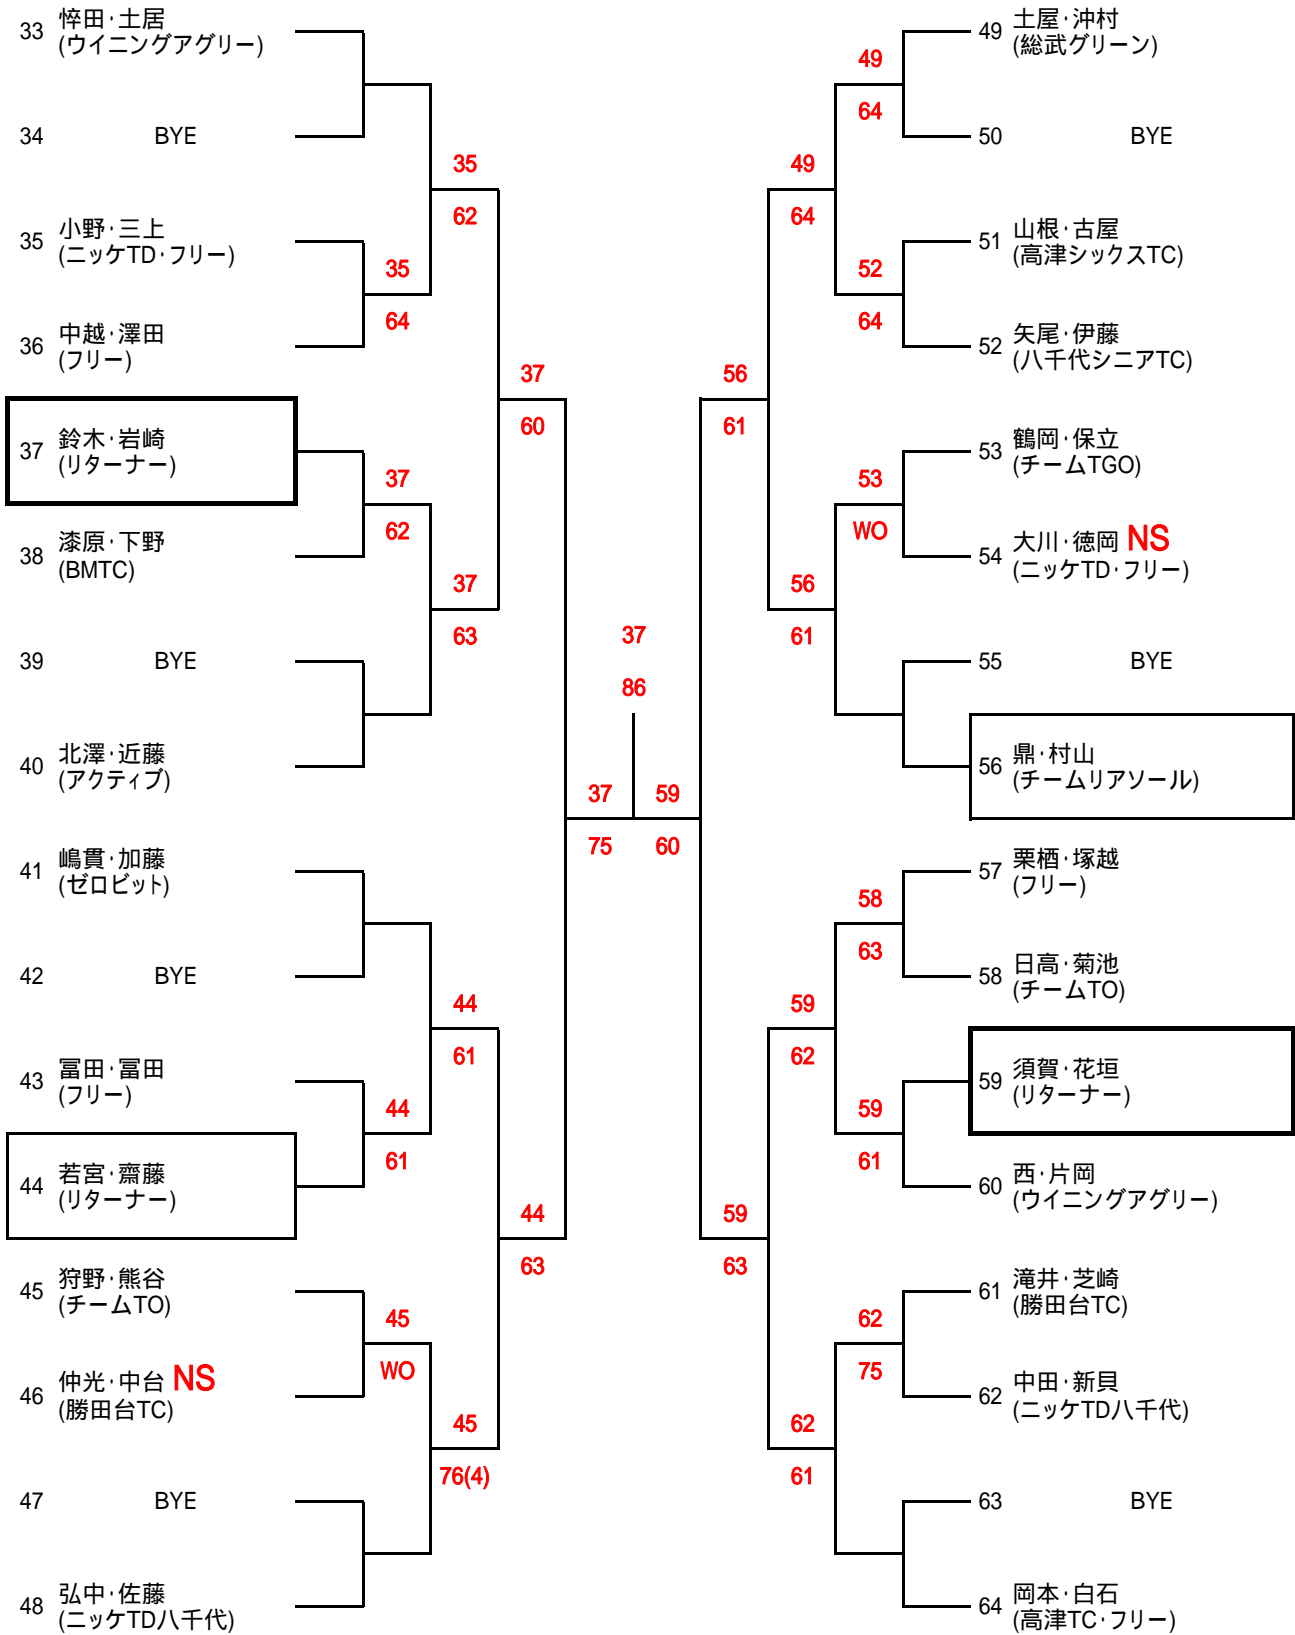 33 悴田･土居
(ウイニングアグリー)
34 BYE
35
62
35 小野･三上
(ニッケTD･フリー)
35
64
36 中越･澤田
(フリー)
37
60
37 鈴木･岩崎
(リターナー)
37
62
38 漆原･下野
(BMTC)
37
63
39 BYE
40 北澤･近藤
(アクティブ)
37
75
41 嶋貫･加藤
(ゼロビット)
42 BYE
44
61
43 冨田･冨田
(フリー)
44
61
44 若宮･齋藤
(リターナー)
44
63
45 狩野･熊谷
(チームTO)
45
WO
46 仲光･中台 NS
(勝田台TC)
45
76(4)
47 BYE
48 弘中･佐藤
(ニッケTD八千代)
37
86
49 土屋･沖村
(総武グリーン)
49
64
50 BYE
49
64
51 山根･古屋
(高津シックスTC)
52
64
52 矢尾･伊藤
(八千代シニアTC)
56
61
53 鶴岡･保立
(チームTGO)
53
WO
54 大川･徳岡 NS
(ニッケTD･フリー)
56
61
55 BYE
56 鼎･村山
(チームリアソール)
59
60
57 栗栖･塚越
(フリー)
58
63
58 日高･菊池
(チームTO)
59
62
59 須賀･花垣
(リターナー)
59
61
60 西･片岡
(ウイニングアグリー)
59
63
61 滝井･芝崎
(勝田台TC)
62
75
62 中田･新貝
(ニッケTD八千代)
62
61
63 BYE
64 岡本･白石
(高津TC･フリー)